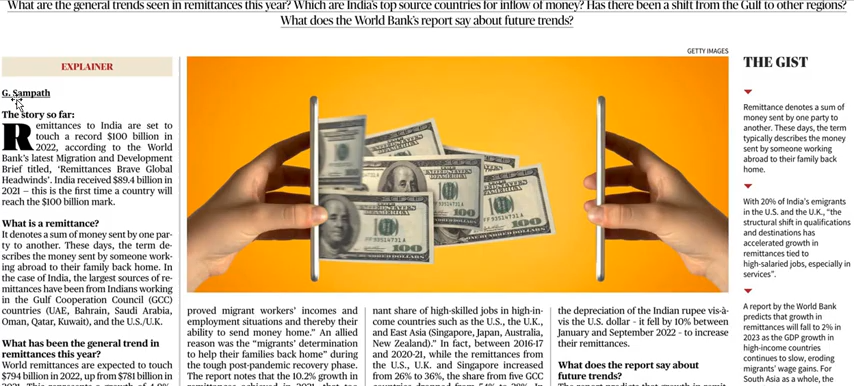 What are the general trends seen in remittances this year? Which are India's top source countries for inflow of money? Has there been a shift from the Gulf to other regions?
What does the World Bank's report say about future trends?
GETTY IMAGES
EXPLAINER
G. Sampath
The story so far:
Remittances to India are set to
touch a record $100 billion in
2022, according to the World
Bank's latest Migration and Development
Brief titled, 'Remittances Brave Global
Headwinds'. India received $89.4 billion in
2021 – this is the first time a country will
reach the $100 billion mark.
What is a remittance?
It denotes a sum of money sent by one par-
ty to another. These days, the term de-
scribes the money sent by someone work-
ing abroad to their family back home. In
the case of India, the largest sources of re-
mittances have been from Indians working
in the Gulf Cooperation Council (GCC)
countries (UAE, Bahrain, Saudi Arabia,
Oman, Qatar, Kuwait), and the U.S./U.K.
What has been the general trend in
remittances this year?
World remittances are expected to touch
$794 billion in 2022, up from $781 billion in
proved migrant workers' incomes and
employment situations and thereby their
ability to send money home." An allied
reason was the "migrants' determination
to help their families back home" during
the tough post-pandemic recovery phase.
The report notes that the 10.2% growth in
nant share of high-skilled jobs in high-in-
come countries such as the U.S., the U.K.,
and East Asia (Singapore, Japan, Australia,
New Zealand)." In fact, between 2016-17
and 2020-21, while the remittances from
the U.S., U.K. and Singapore increased
from 26% to 36%, the share from five GCC
the depreciation of the Indian rupee vis-à-
vis the U.S. dollar - it fell by 10% between
January and September 2022 - to increase
their remittances.
What does the report say about
future trends?
THE GIST
Remittance denotes a sum of
money sent by one party to
another. These days, the term
typically describes the money
sent by someone working
abroad to their family back
home.
With 20% of India's emigrants
in the U.S. and the U.K., "the
structural shift in qualifications
and destinations has
accelerated growth in
remittances tied to
high-salaried jobs, especially in
services".
A report by the World Bank
predicts that growth in
remittances will fall to 2% in
2023 as the GDP growth in
high-income countries
continues to slow, eroding
migrants' wage gains. For
South Asia as a whole, the